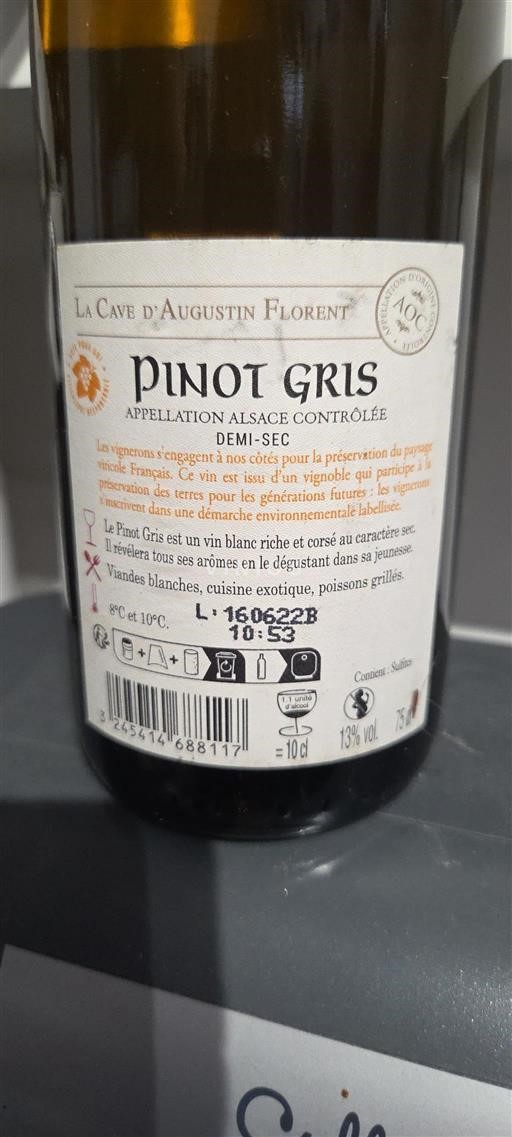 LA CAVE D'AUGUSTIN FLORENT
APPELLATION D'ORIGINE CONTRÔLÉE
AOC
PINOT GRIS
APPELLATION ALSACE CONTRÔLÉE
DEMI-SEC
Les vignerons s'engagent à nos côtés pour la préservation du paysage
viticole Français. Ce vin est issu d'un vignoble qui participe à la
préservation des terres pour les générations futures : les vignerons
s'inscrivent dans une démarche environnementale labellisée.
Le Pinot Gris est un vin blanc riche et corsé au caractère sec.
Il révélera tous ses arômes en le dégustant dans sa jeunesse.
Viandes blanches, cuisine exotique, poissons grillés.
8°C et 10°C.
L: 160622B
10:53
Contient : Sulfites
3 245414 688117
1.1 unité
d'alcool
= 10 cl
13% vol.
75 cl